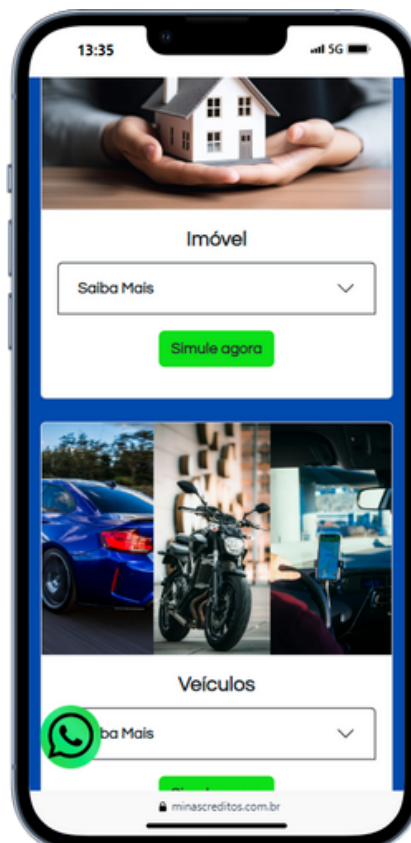 13:35
5G
Imóvel
Saiba Mais
Simule agora
Veículos
ba Mais
minascreditos.com.br